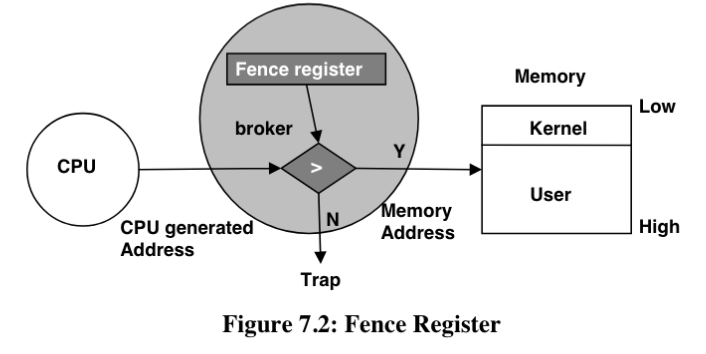 Fence register
Memory
Low
broker
Kernel
Y
CPU
>
User
N
Memory
Address
CPU generated
Address
High
Trap
Figure 7.2: Fence Register